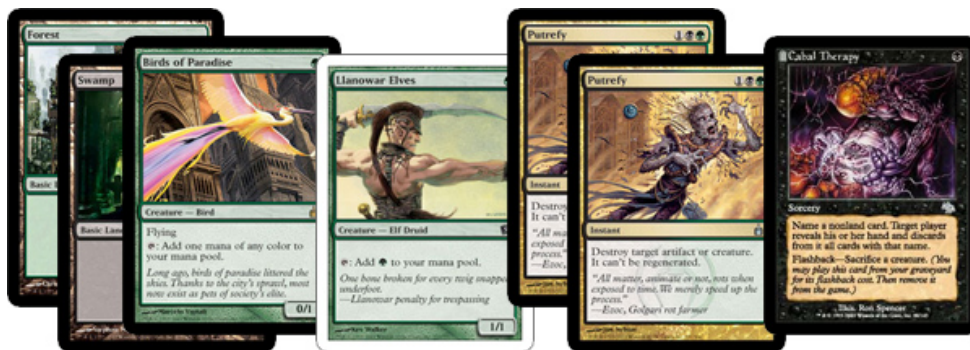 Forest
Basic
Swamp
Basic Land
Birds of Paradise
Creature — Bird
Flying
: Add one mana of any color to
your mana pool.
Long ago, birds of paradise littered the
skies. Thanks to the city's sprawl, most
now exist as pets of society's elite.
0/1
Llanowar Elves
Creature — Elf Druid
: Add to your mana pool.
One bone broken for every twig snapped
underfoot.
—Llanowar penalty for trespassing
1/1
Putrefy
1
Instant
Destroy
It can't
"All ma
exposed
process."
—Ezoc,
Putrefy
1
Instant
Destroy target artifact or creature.
It can't be regenerated.
"All matter, animate or not, rots when
exposed to time. We merely speed up the
process."
—Ezoc, Golgari rot farmer
Cabal Therapy
Sorcery
Name a nonland card. Target player
reveals his or her hand and discards
from it all cards with that name.
Flashback—Sacrifice a creature. (You
may play this card from your graveyard
for its flashback cost. Then remove it
from the game.)
Illus. Ron Spencer